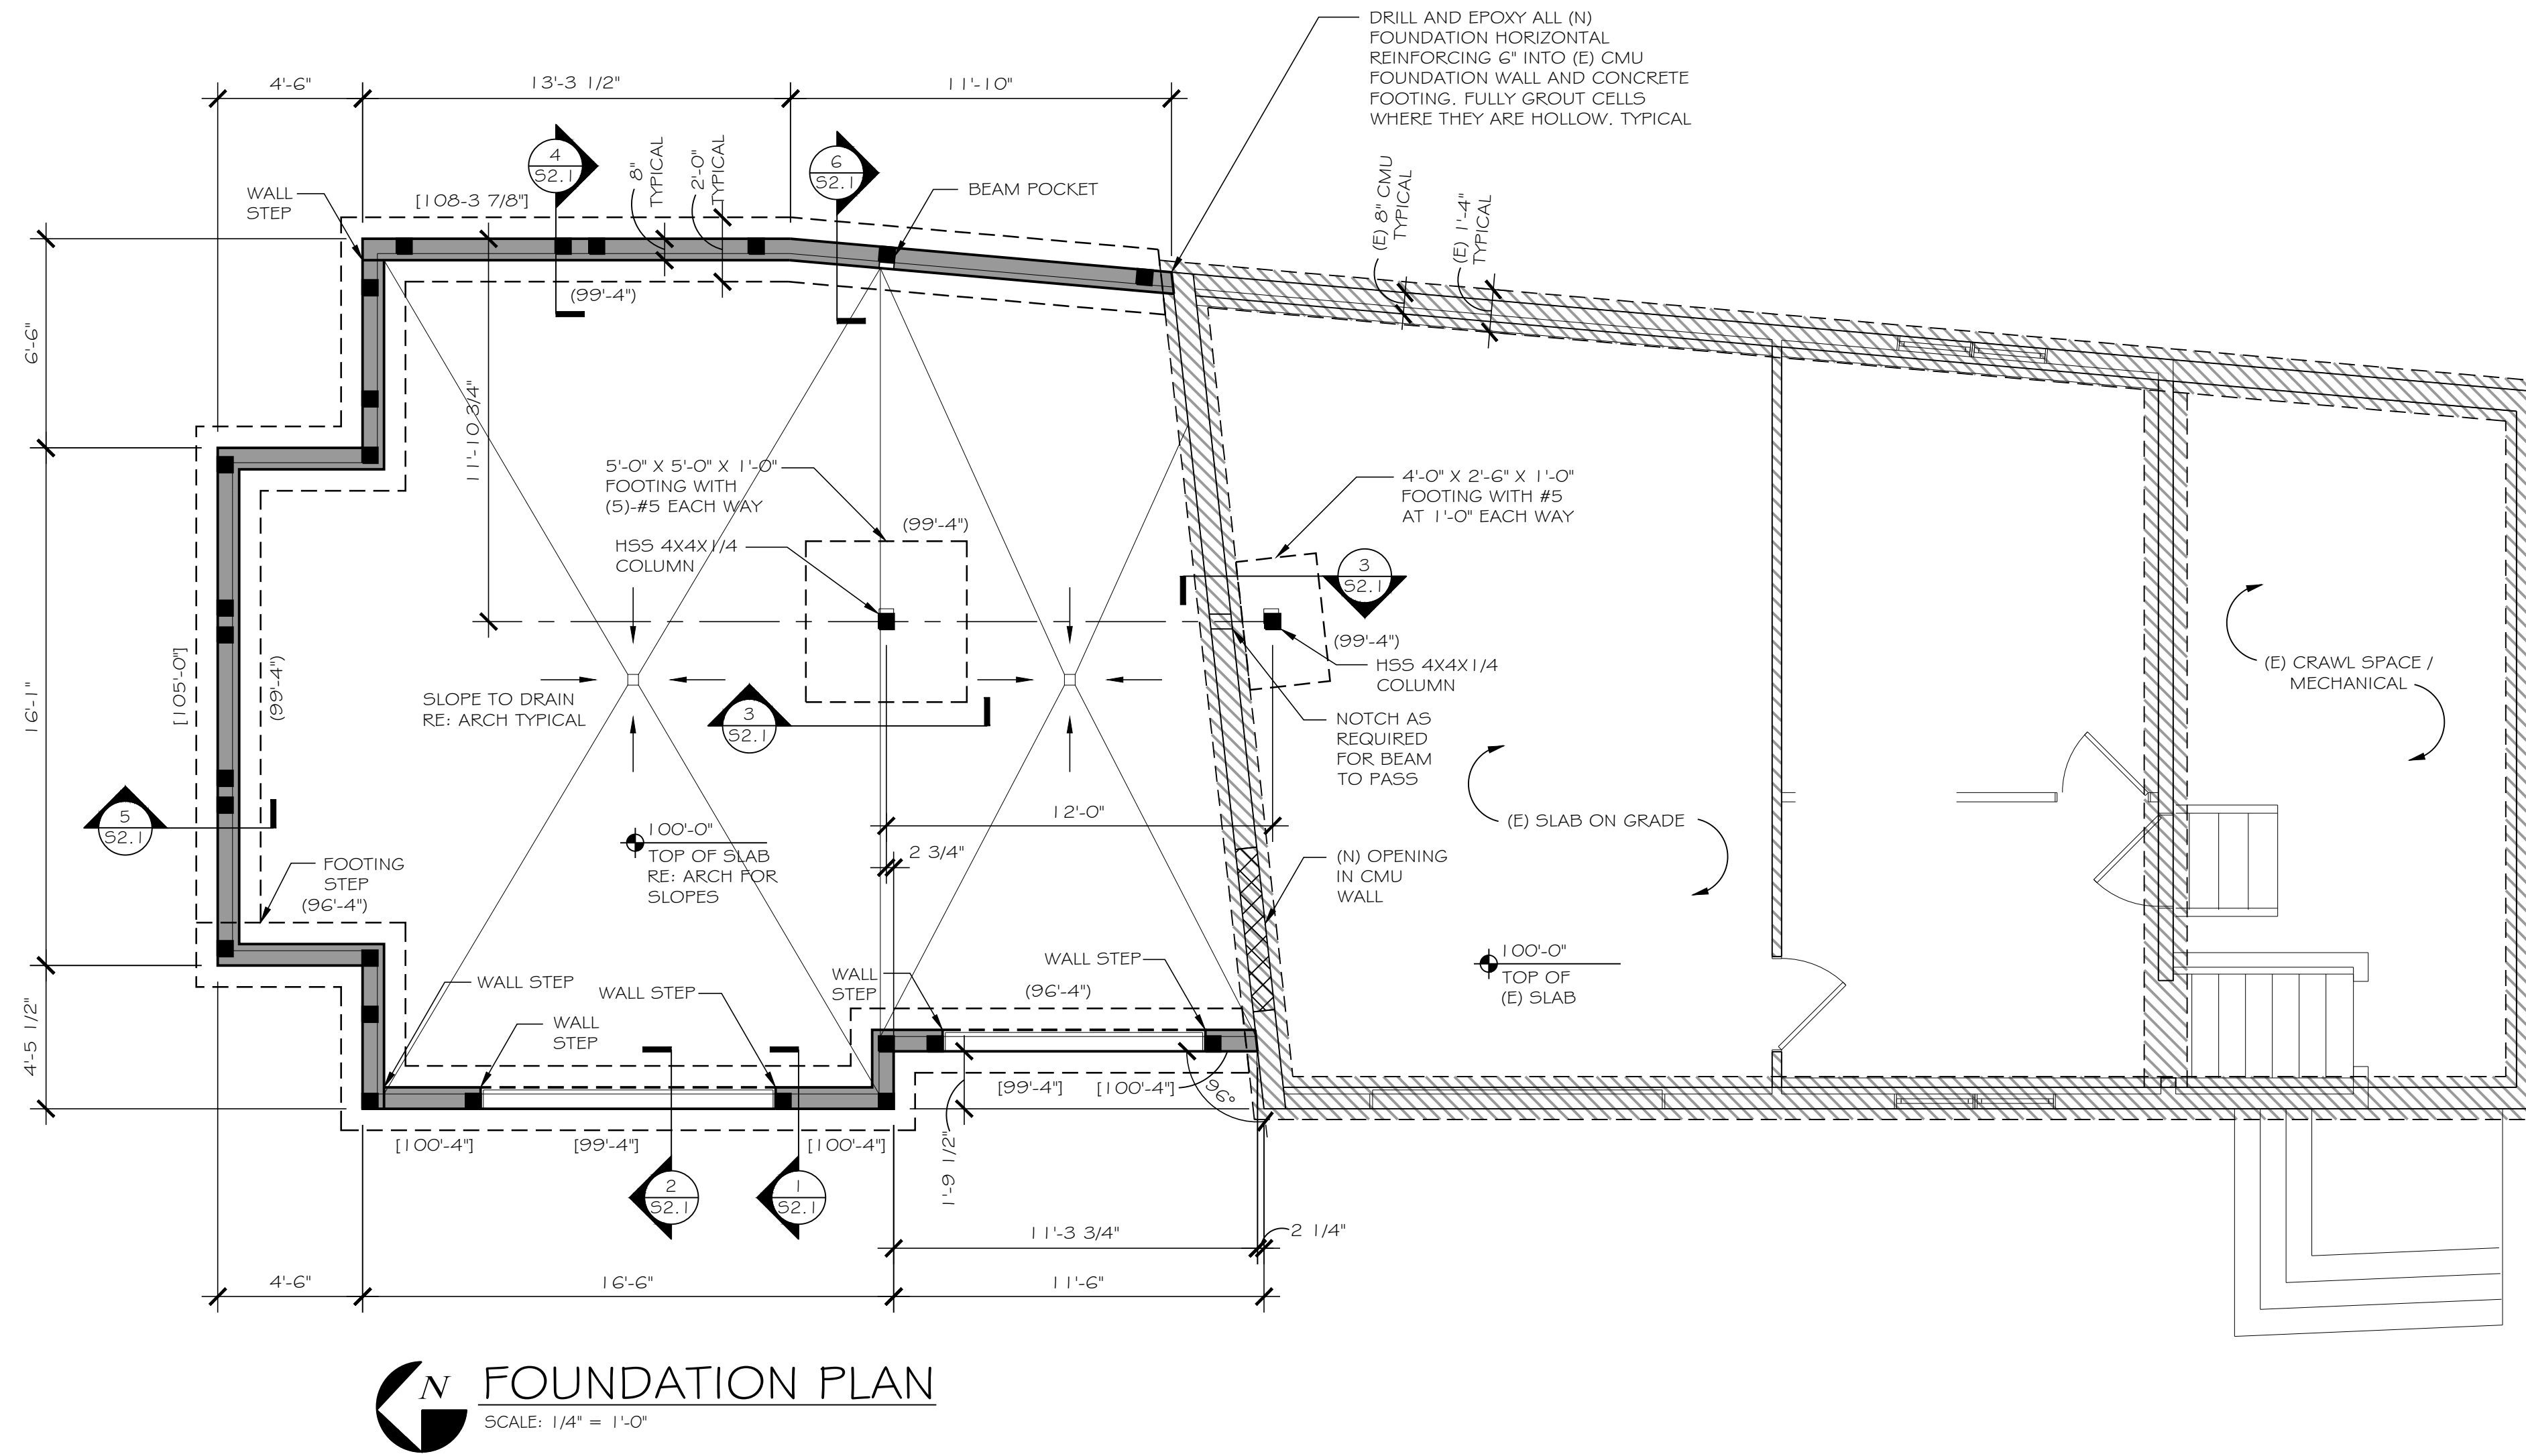 DRILL AND EPOXY ALL (N)
FOUNDATION HORIZONTAL
REINFORCING 6" INTO (E) CMU
FOUNDATION WALL AND CONCRETE
FOOTING. FULLY GROUT CELLS
WHERE THEY ARE HOLLOW. TYPICAL
4'-6"
13'-3 1/2"
11'-10"
4
S2.1
8"
TYPICAL
2'-0"
TYPICAL
6
S2.1
WALL
STEP
[108-3 7/8"]
BEAM POCKET
(E) 8" CMU
TYPICAL
(E) 1'-4"
TYPICAL
(99'-4")
6'-6"
11'-10 3/4"
5'-0" X 5'-0" X 1'-0"
FOOTING WITH
(5)-#5 EACH WAY
(99'-4")
HSS 4X4X1/4
COLUMN
4'-0" X 2'-6" X 1'-0"
FOOTING WITH #5
AT 1'-0" EACH WAY
3
S2.1
(99'-4")
HSS 4X4X1/4
COLUMN
(E) CRAWL SPACE /
MECHANICAL
16'-1"
[105'-0"]
(99'-4")
SLOPE TO DRAIN
RE: ARCH TYPICAL
3
S2.1
NOTCH AS
REQUIRED
FOR BEAM
TO PASS
5
S2.1
12'-0"
(E) SLAB ON GRADE
100'-0"
TOP OF SLAB
RE: ARCH FOR
SLOPES
2 3/4"
FOOTING
STEP
(96'-4")
(N) OPENING
IN CMU
WALL
100'-0"
TOP OF
(E) SLAB
4'-5 1/2"
WALL STEP
WALL
STEP
WALL STEP
WALL
STEP
WALL STEP
(96'-4")
[99'-4"]
[100'-4"]
96°
[100'-4"]
[99'-4"]
[100'-4"]
1'-9 1/2"
2
S2.1
1
S2.1
11'-3 3/4"
2 1/4"
4'-6"
16'-6"
11'-6"
N
FOUNDATION PLAN
SCALE: 1/4" = 1'-0"